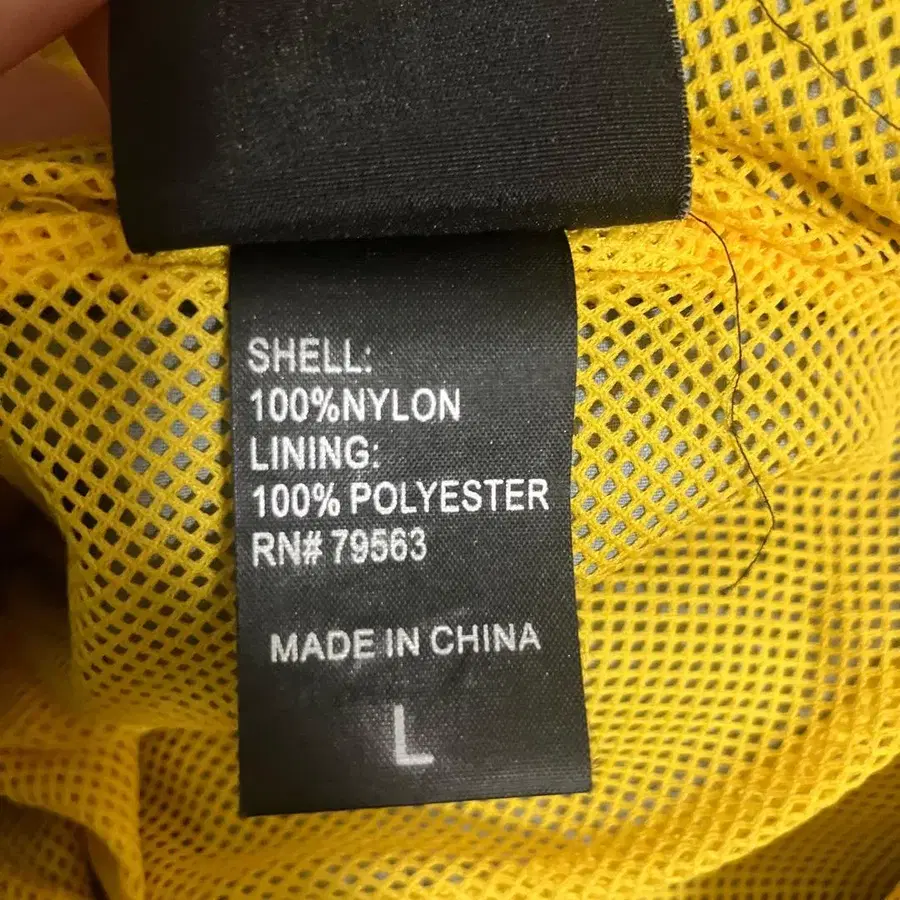 SHELL:
100%NYLON
LINING:
100% POLYESTER
RN# 79563
MADE IN CHINA
L